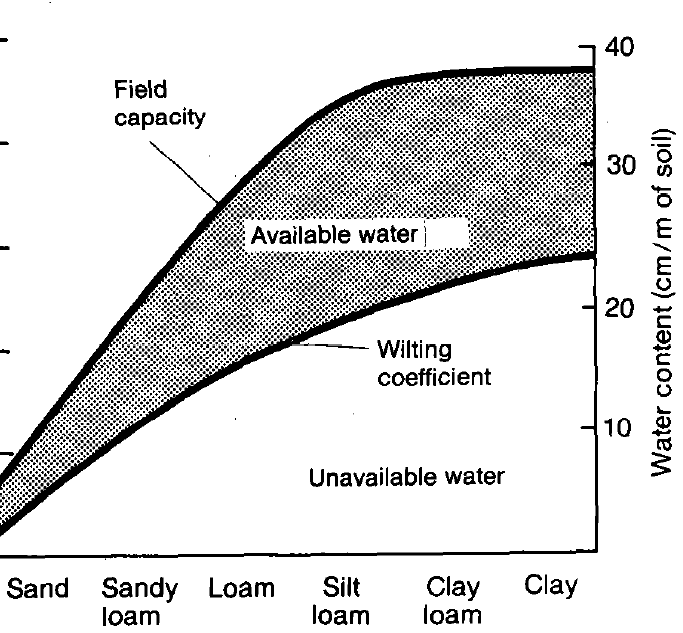 40
Field
capacity
30
Available water
20
Wilting
coefficient
10
Unavailable water
Water content (cm/m of soil)
Sand
Sandy
loam
Loam
Silt
loam
Clay
loam
Clay